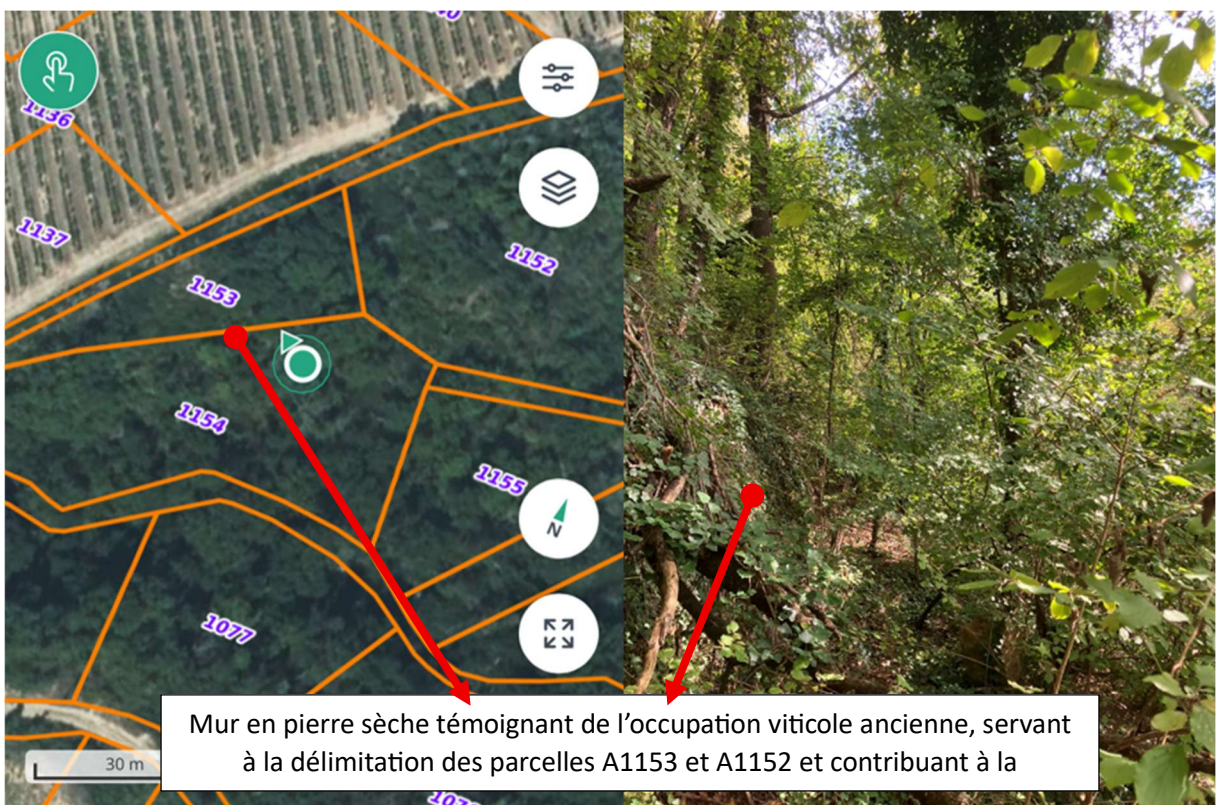 1136
1137
1152
1153
1154
1155
N
1077
30 m
Mur en pierre sèche témoignant de l'occupation viticole ancienne, servant
à la délimitation des parcelles A1153 et A1152 et contribuant à la